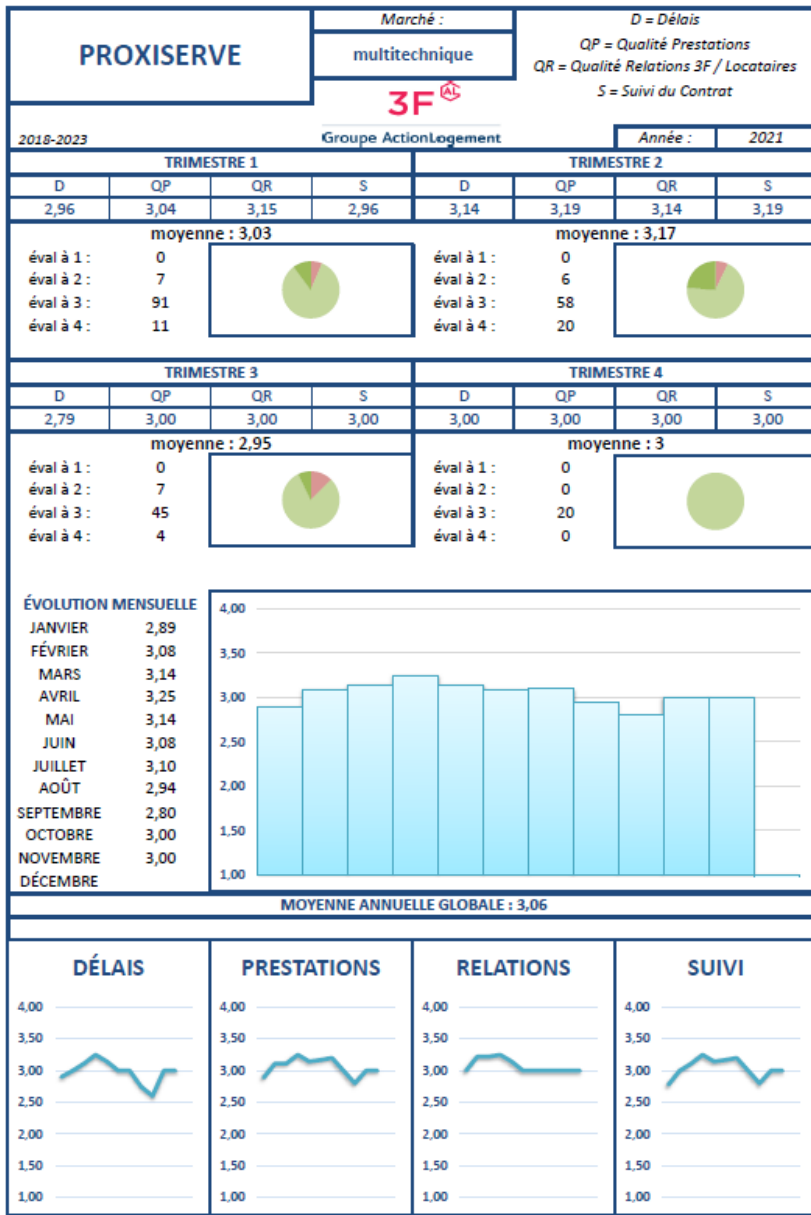 PROXISERVE
Marché :
multitechnique
D = Délais
QP = Qualité Prestations
QR = Qualité Relations 3F / Locataires
S = Suivi du Contrat
3F AL
Groupe ActionLogement
2018-2023
Année : 2021
TRIMESTRE 1
D QP QR S
2,96 3,04 3,15 2,96
moyenne : 3,03
éval à 1 : 0
éval à 2 : 7
éval à 3 : 91
éval à 4 : 11
TRIMESTRE 2
D QP QR S
3,14 3,19 3,14 3,19
moyenne : 3,17
éval à 1 : 0
éval à 2 : 6
éval à 3 : 58
éval à 4 : 20
TRIMESTRE 3
D QP QR S
2,79 3,00 3,00 3,00
moyenne : 2,95
éval à 1 : 0
éval à 2 : 7
éval à 3 : 45
éval à 4 : 4
TRIMESTRE 4
D QP QR S
3,00 3,00 3,00 3,00
moyenne : 3
éval à 1 : 0
éval à 2 : 0
éval à 3 : 20
éval à 4 : 0
ÉVOLUTION MENSUELLE
JANVIER 2,89
FÉVRIER 3,08
MARS 3,14
AVRIL 3,25
MAI 3,14
JUIN 3,08
JUILLET 3,10
AOÛT 2,94
SEPTEMBRE 2,80
OCTOBRE 3,00
NOVEMBRE 3,00
DÉCEMBRE
4,00
3,50
3,00
2,50
2,00
1,50
1,00
MOYENNE ANNUELLE GLOBALE : 3,06
DÉLAIS
4,00
3,50
3,00
2,50
2,00
1,50
1,00
PRESTATIONS
4,00
3,50
3,00
2,50
2,00
1,50
1,00
RELATIONS
4,00
3,50
3,00
2,50
2,00
1,50
1,00
SUIVI
4,00
3,50
3,00
2,50
2,00
1,50
1,00